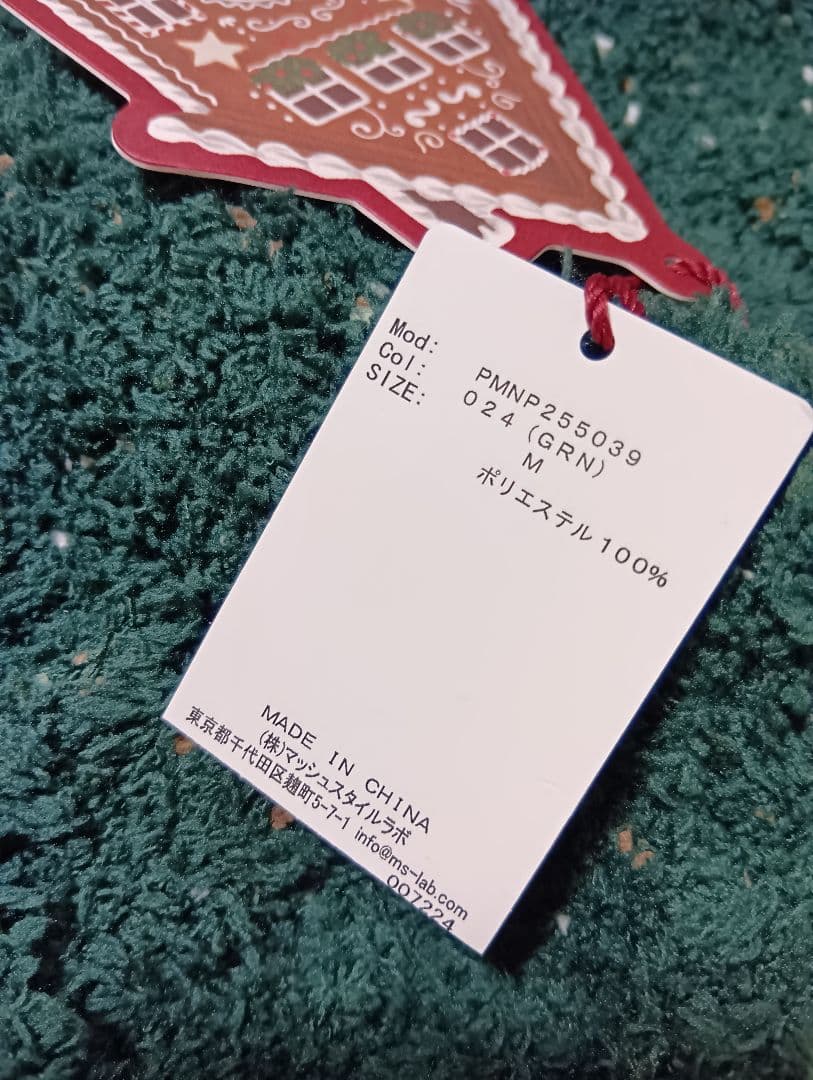 Mod: PMNP255039
Col: 024 (GRN)
SIZE: M
ポリエステル100%
MADE IN CHINA
(株)マッシュスタイルラボ
東京都千代田区麹町5-7-1 info@ms-lab.com
007224